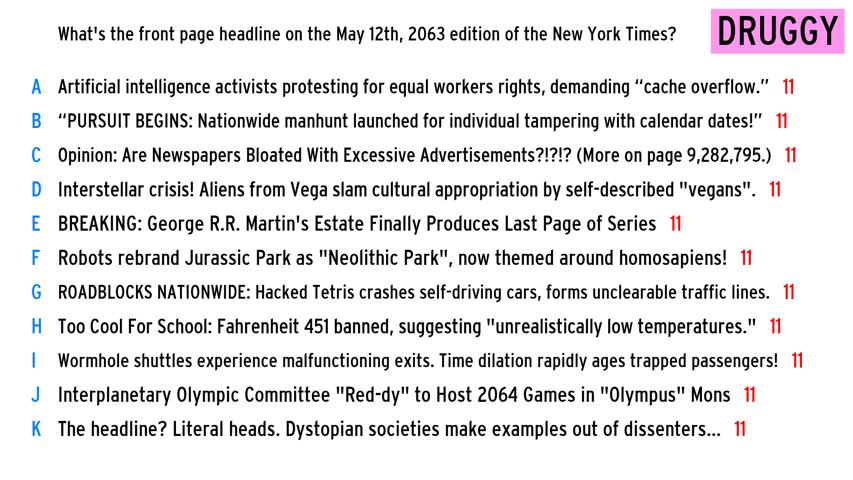 What's the front page headline on the May 12th, 2063 edition of the New York Times?
DRUGGY
A Artificial intelligence activists protesting for equal workers rights, demanding “cache overflow.” 11
B “PURSUIT BEGINS: Nationwide manhunt launched for individual tampering with calendar dates!” 11
C Opinion: Are Newspapers Bloated With Excessive Advertisements?!?!? (More on page 9,282,795.) 11
D Interstellar crisis! Aliens from Vega slam cultural appropriation by self-described "vegans". 11
E BREAKING: George R.R. Martin's Estate Finally Produces Last Page of Series 11
F Robots rebrand Jurassic Park as "Neolithic Park", now themed around homosapiens! 11
G ROADBLOCKS NATIONWIDE: Hacked Tetris crashes self-driving cars, forms unclearable traffic lines. 11
H Too Cool For School: Fahrenheit 451 banned, suggesting "unrealistically low temperatures." 11
I Wormhole shuttles experience malfunctioning exits. Time dilation rapidly ages trapped passengers! 11
J Interplanetary Olympic Committee "Red-dy" to Host 2064 Games in "Olympus" Mons 11
K The headline? Literal heads. Dystopian societies make examples out of dissenters... 11